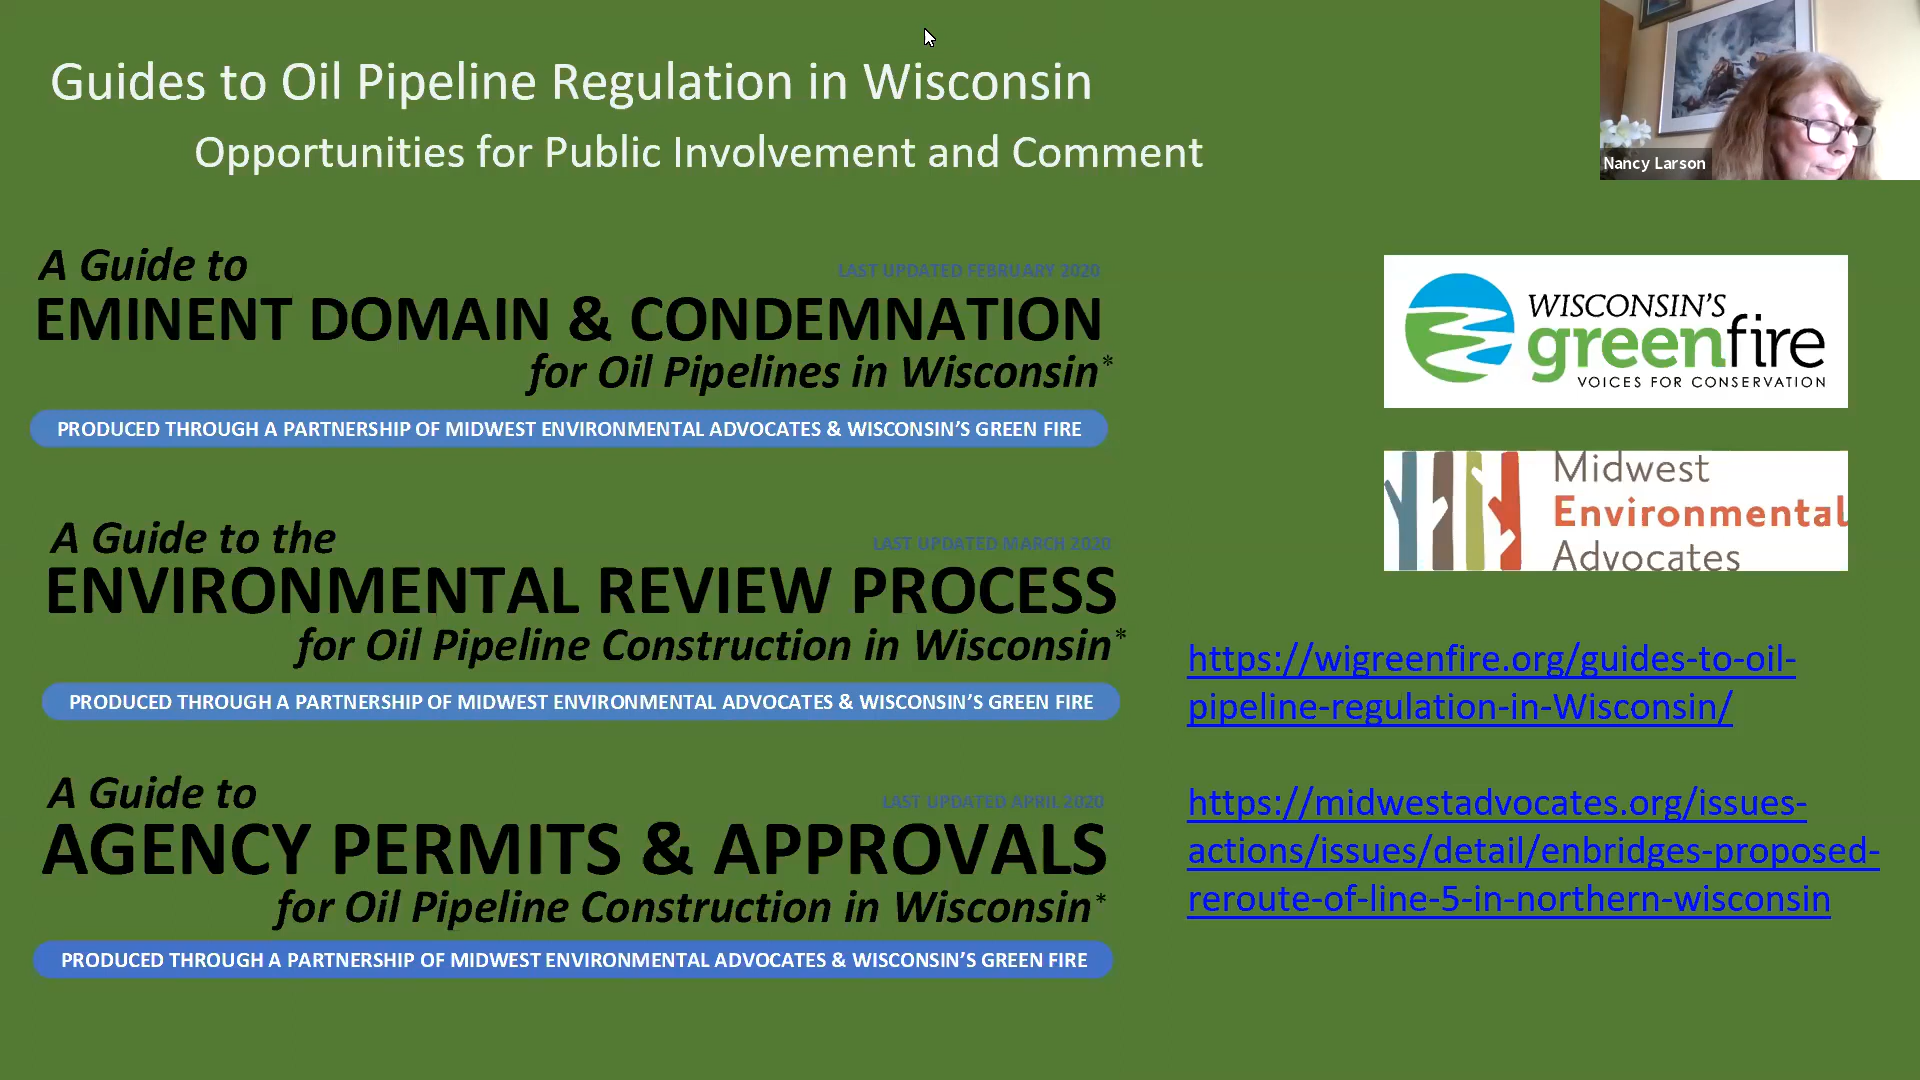 Guides to Oil Pipeline Regulation in Wisconsin
Opportunities for Public Involvement and Comment
Nancy Larson
A Guide to
LAST UPDATED FEBRUARY 2020
EMINENT DOMAIN & CONDEMNATION
for Oil Pipelines in Wisconsin*
PRODUCED THROUGH A PARTNERSHIP OF MIDWEST ENVIRONMENTAL ADVOCATES & WISCONSIN'S GREEN FIRE
A Guide to the
LAST UPDATED MARCH 2020
ENVIRONMENTAL REVIEW PROCESS
for Oil Pipeline Construction in Wisconsin*
PRODUCED THROUGH A PARTNERSHIP OF MIDWEST ENVIRONMENTAL ADVOCATES & WISCONSIN'S GREEN FIRE
A Guide to
LAST UPDATED APRIL 2020
AGENCY PERMITS & APPROVALS
for Oil Pipeline Construction in Wisconsin*
PRODUCED THROUGH A PARTNERSHIP OF MIDWEST ENVIRONMENTAL ADVOCATES & WISCONSIN'S GREEN FIRE
WISCONSIN'S
greenfire
VOICES FOR CONSERVATION
Midwest
Environmental
Advocates
https://wigreenfire.org/guides-to-oil-
pipeline-regulation-in-Wisconsin/
https://midwestadvocates.org/issues-
actions/issues/detail/enbridges-proposed-
reroute-of-line-5-in-northern-wisconsin